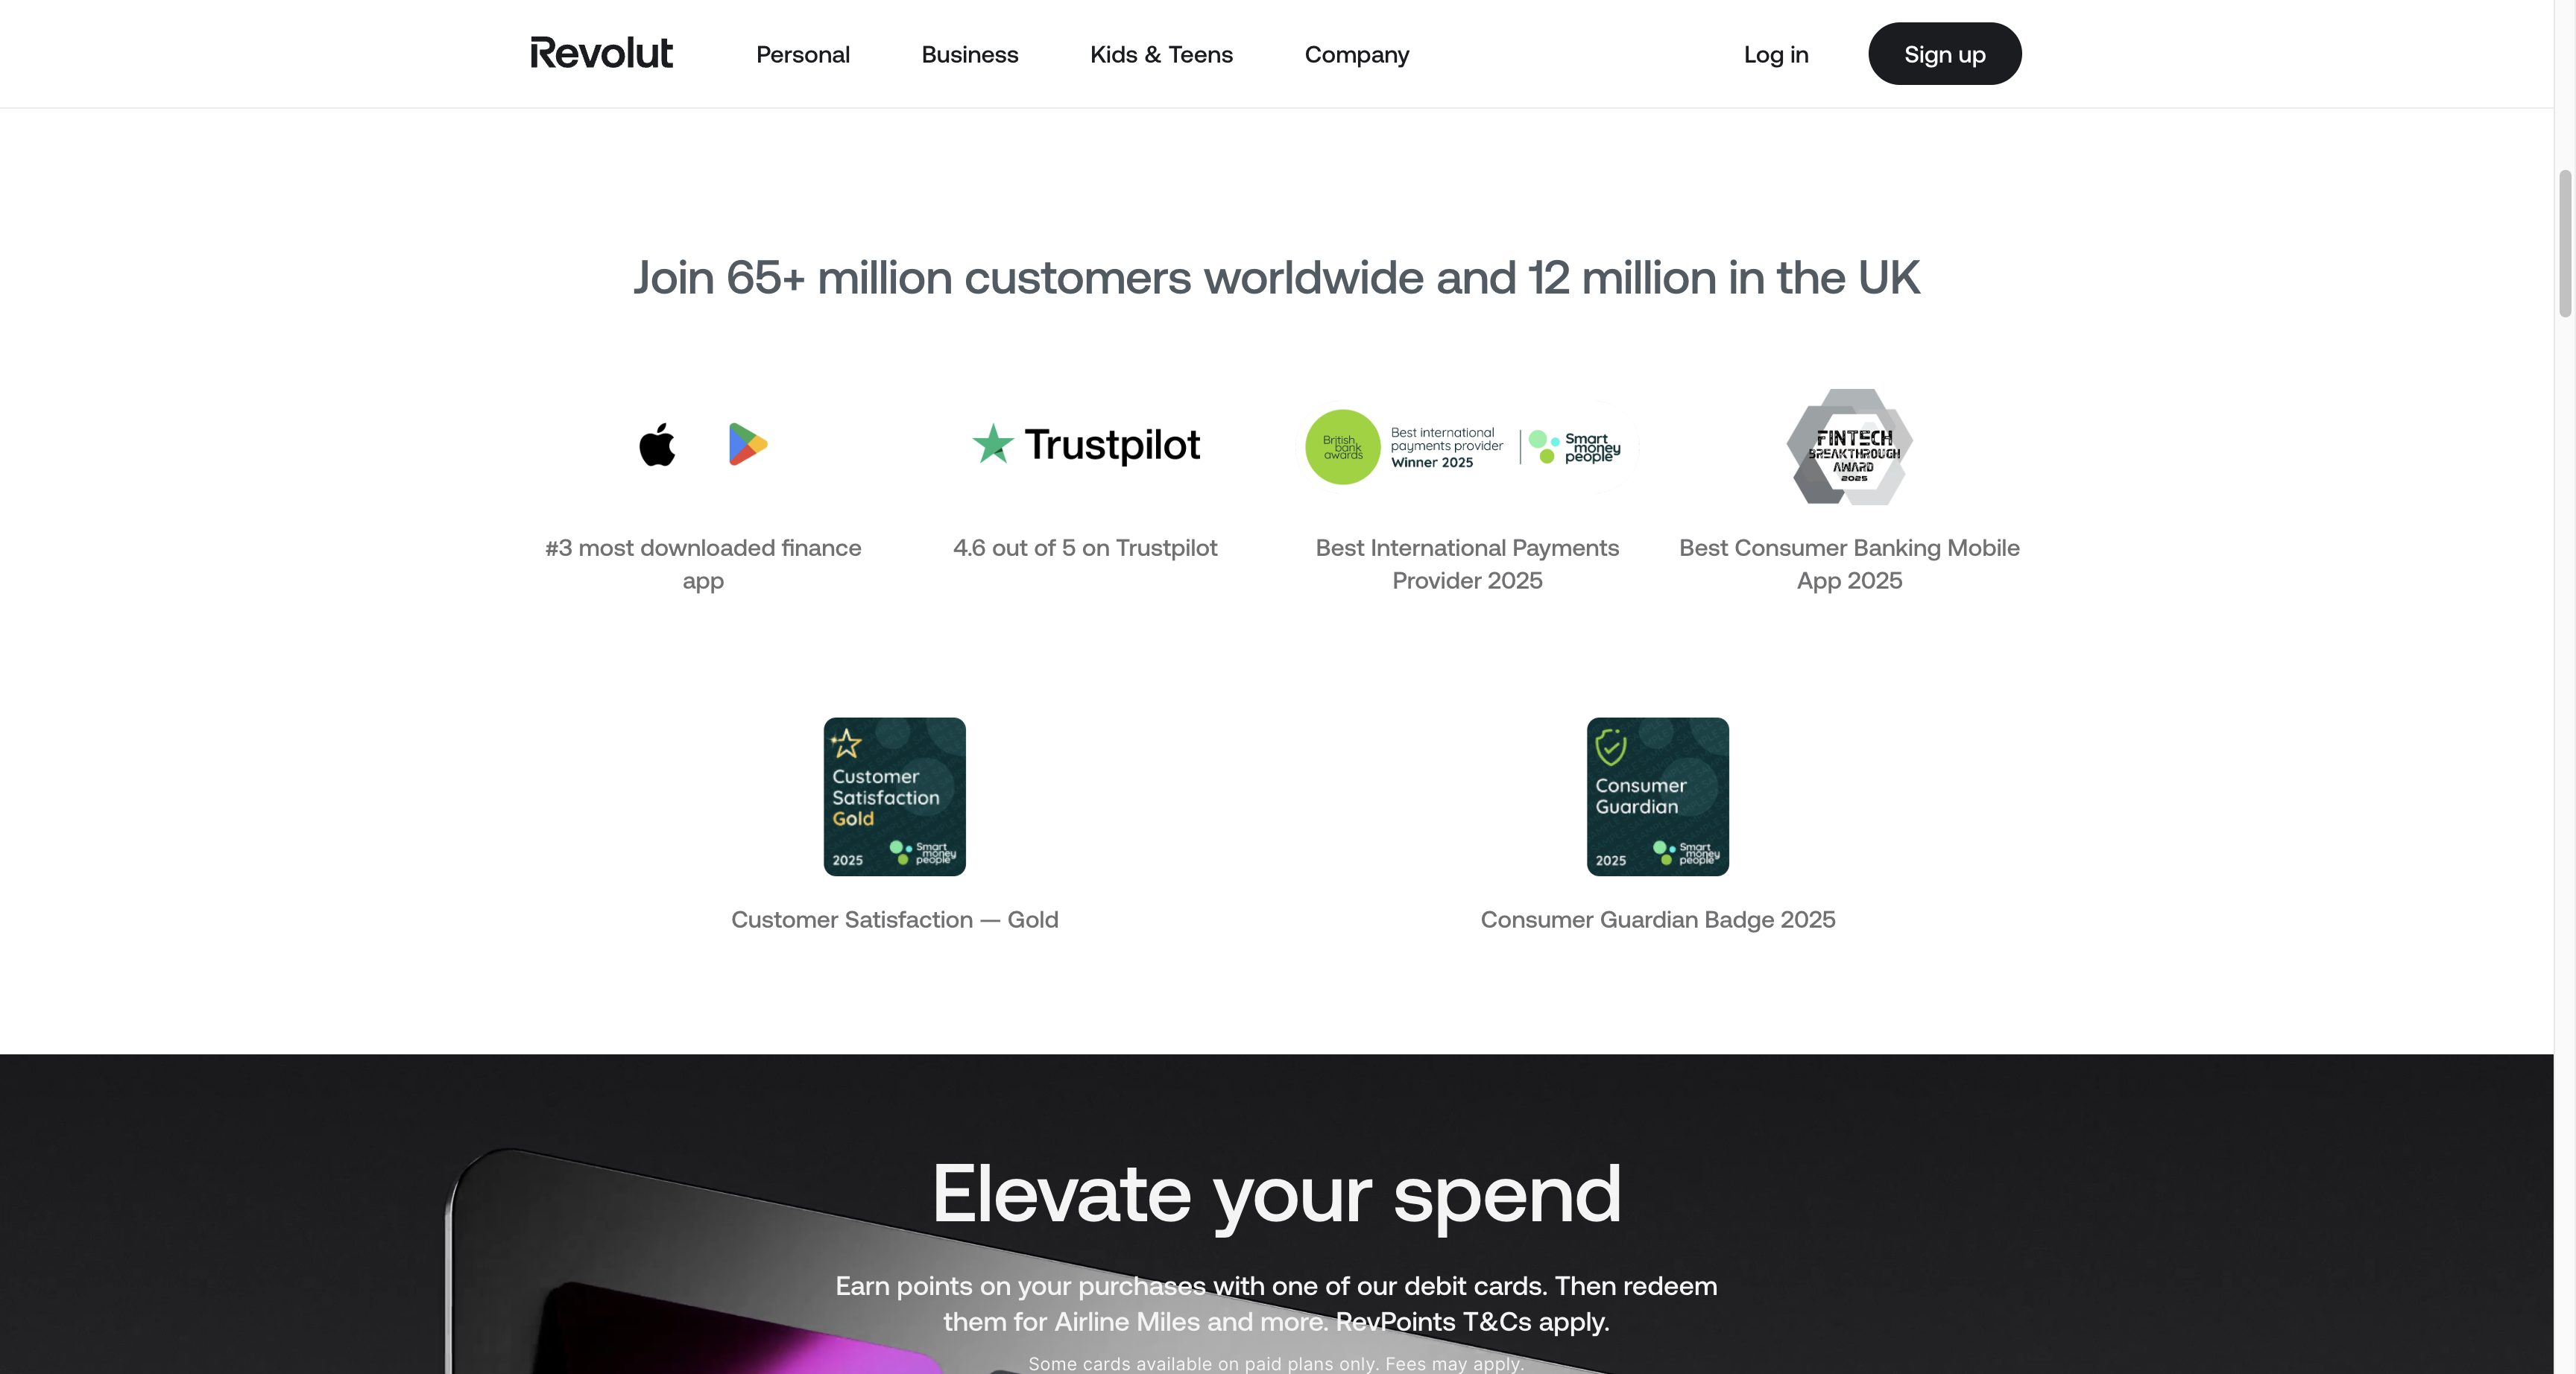 Revolut
Personal
Business
Kids & Teens
Company
Log in
Sign up
Join 65+ million customers worldwide and 12 million in the UK
Trustpilot
British
bank
awards
Best international
payments provider
Winner 2025
Smart
money
people
FINTECH
BREAKTHROUGH
AWARD
2025
#3 most downloaded finance
app
4.6 out of 5 on Trustpilot
Best International Payments
Provider 2025
Best Consumer Banking Mobile
App 2025
Customer
Satisfaction
Gold
2025
Smart
money
people
Consumer
Guardian
2025
Smart
money
people
Customer Satisfaction — Gold
Consumer Guardian Badge 2025
Elevate your spend
Earn points on your purchases with one of our debit cards. Then redeem
them for Airline Miles and more. RevPoints T&Cs apply.
Some cards available on paid plans only. Fees may apply.